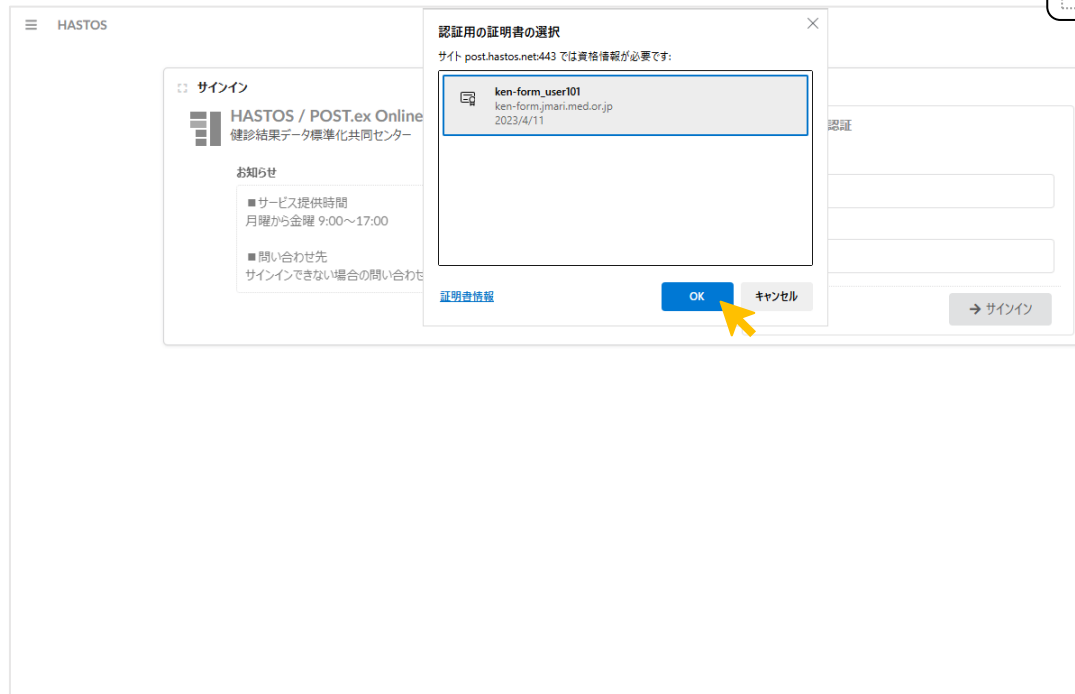 HASTOS
認証用の証明書の選択
サイト post.hastos.net:443 では資格情報が必要です:
ken-form_user101
ken-form.jmari.med.or.jp
2023/4/11
証明書情報
OK
キャンセル
サインイン
HASTOS / POST.ex Online
健診結果データ標準化共同センター
お知らせ
■サービス提供時間
月曜から金曜 9:00～17:00
■問い合わせ先
サインインできない場合の問い合わせ
認証
→ サインイン